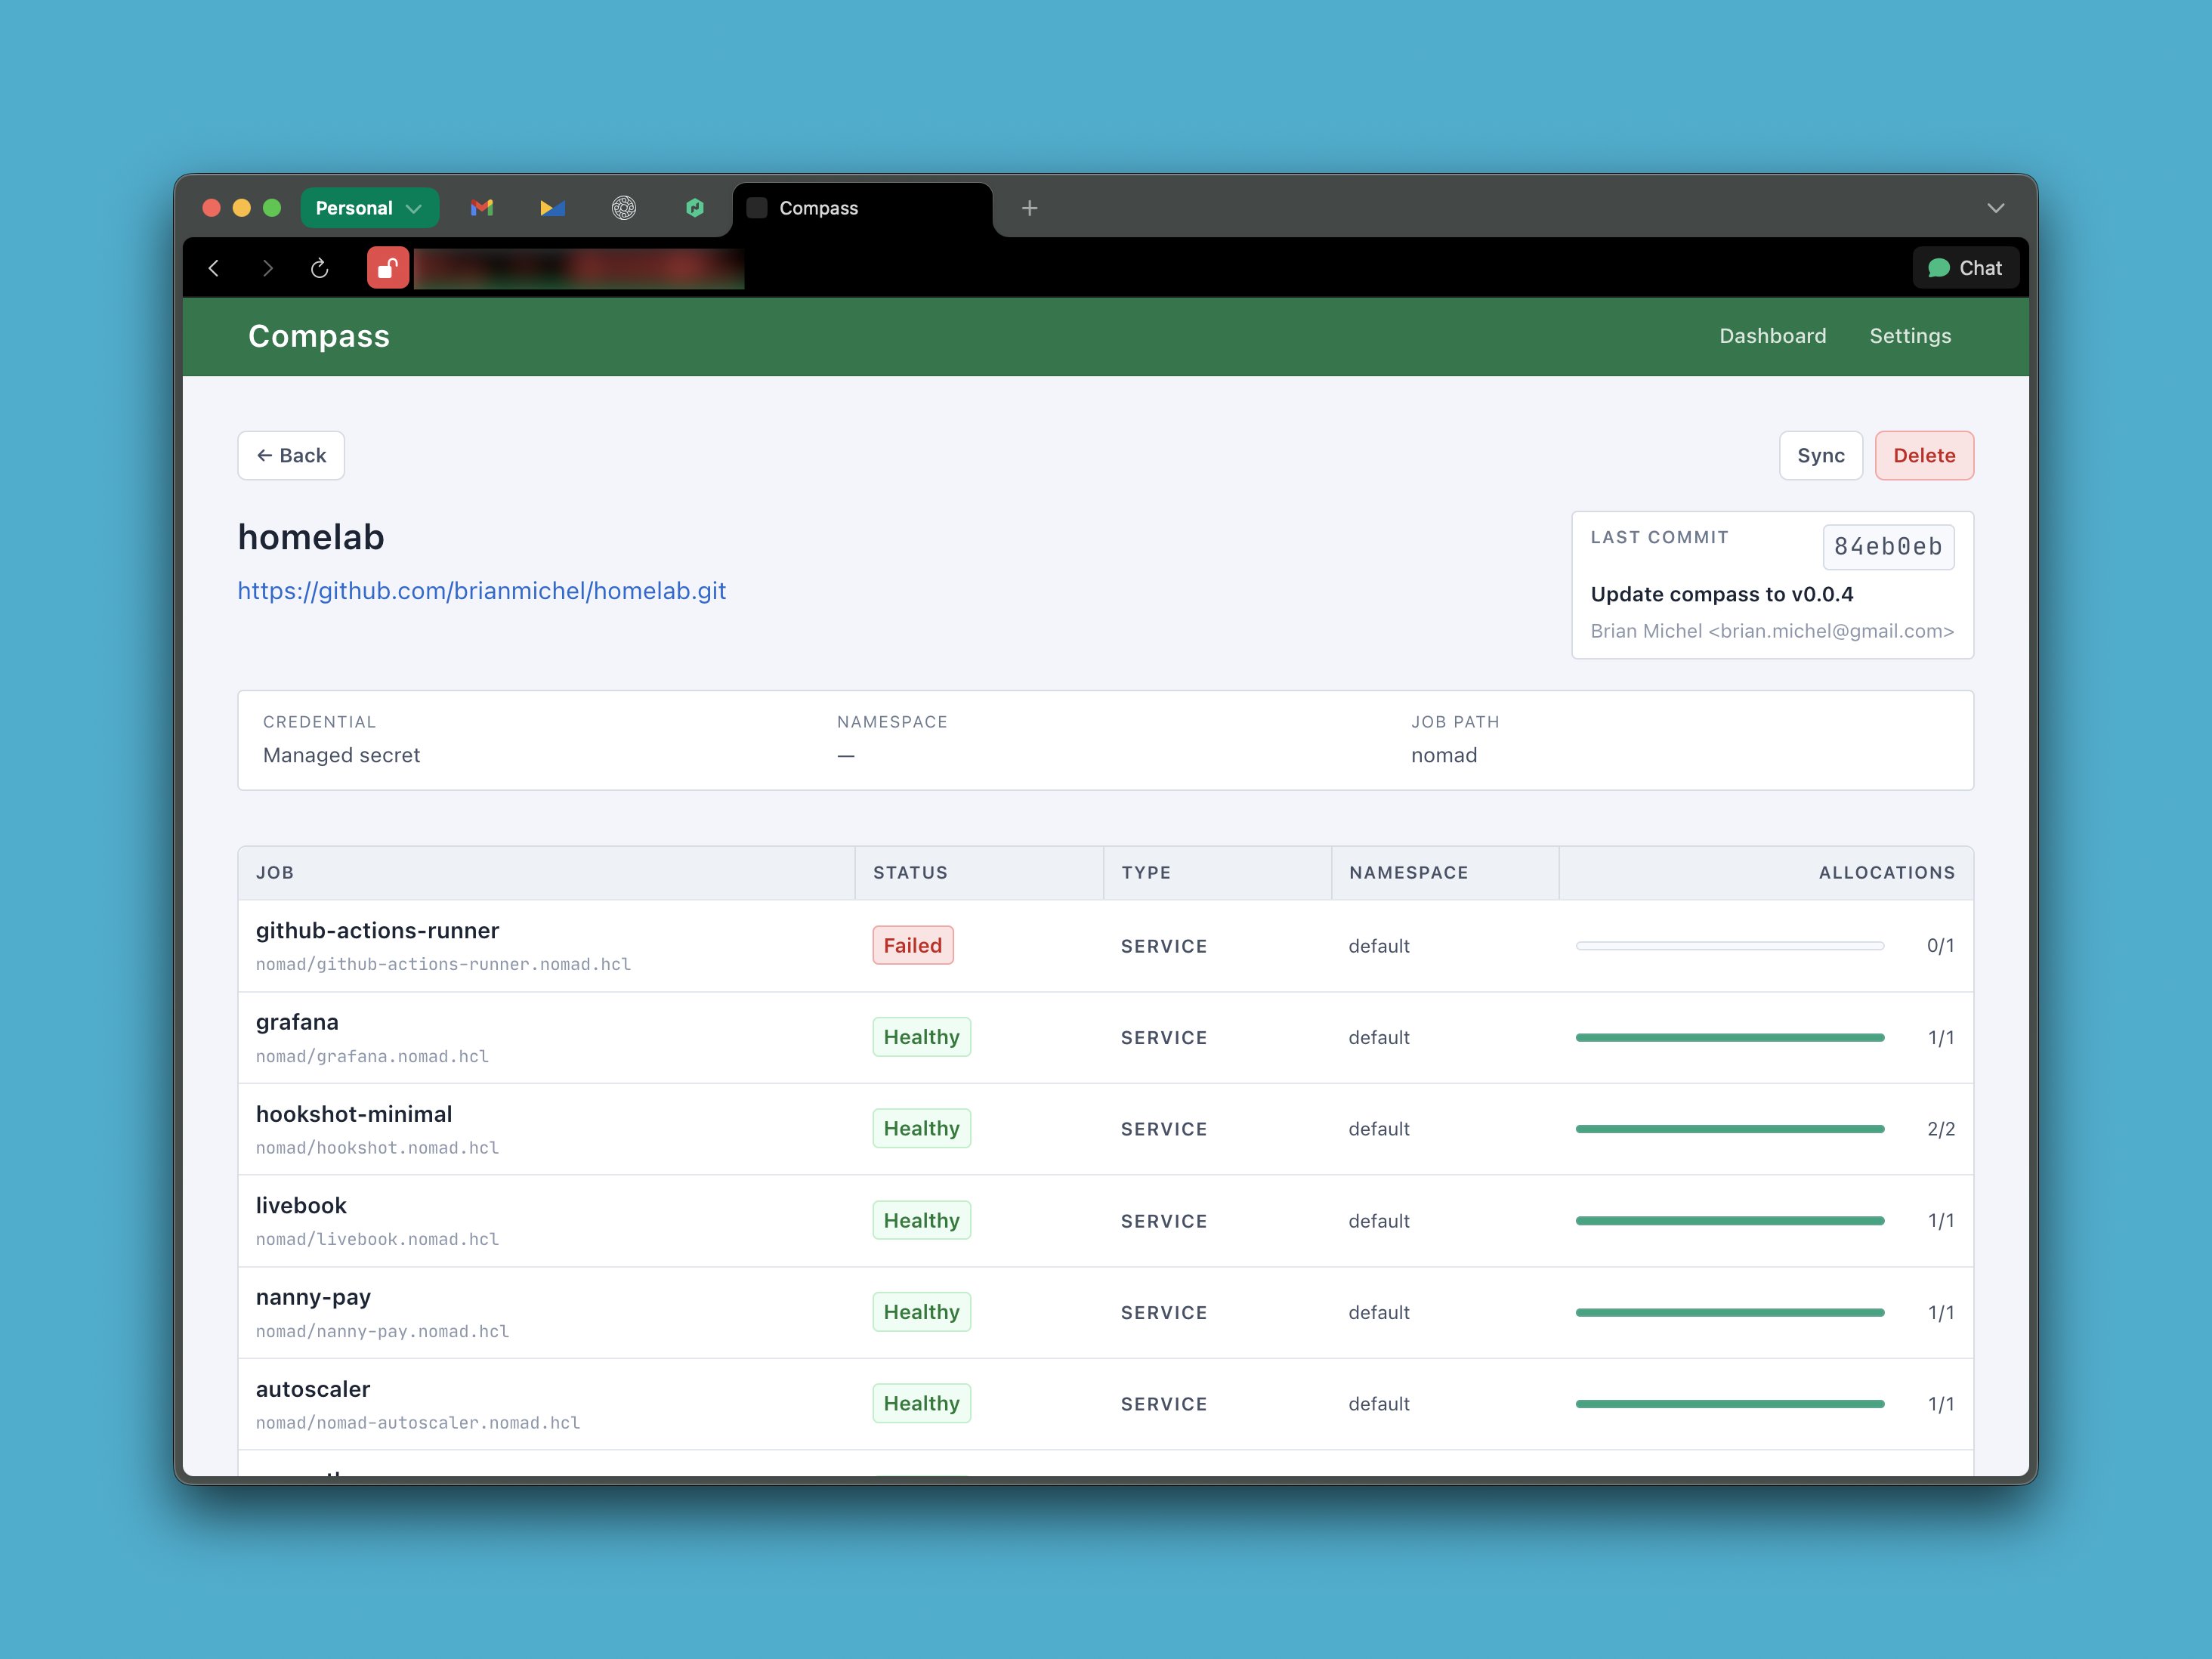 Personal
Compass
Chat
Compass
Dashboard
Settings
← Back
Sync
Delete
homelab
https://github.com/brianmichel/homelab.git
LAST COMMIT
84eb0eb
Update compass to v0.0.4
Brian Michel <brian.michel@gmail.com>
CREDENTIAL
Managed secret
NAMESPACE
—
JOB PATH
nomad
JOB STATUS TYPE NAMESPACE ALLOCATIONS
github-actions-runner
nomad/github-actions-runner.nomad.hcl
Failed SERVICE default 0/1
grafana
nomad/grafana.nomad.hcl
Healthy SERVICE default 1/1
hookshot-minimal
nomad/hookshot.nomad.hcl
Healthy SERVICE default 2/2
livebook
nomad/livebook.nomad.hcl
Healthy SERVICE default 1/1
nanny-pay
nomad/nanny-pay.nomad.hcl
Healthy SERVICE default 1/1
autoscaler
nomad/nomad-autoscaler.nomad.hcl
Healthy SERVICE default 1/1